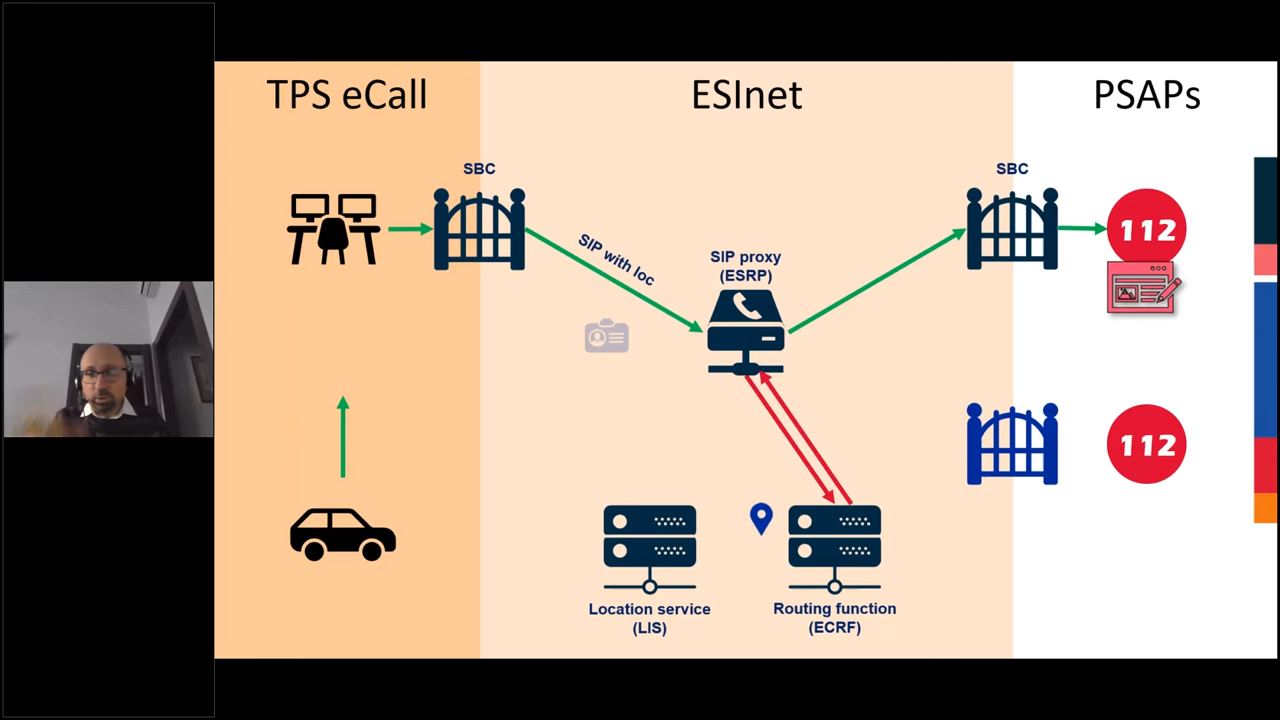 TPS eCall
ESInet
PSAPs
SBC
SBC
SIP with loc
SIP proxy
(ESRP)
112
112
Location service
(LIS)
Routing function
(ECRF)